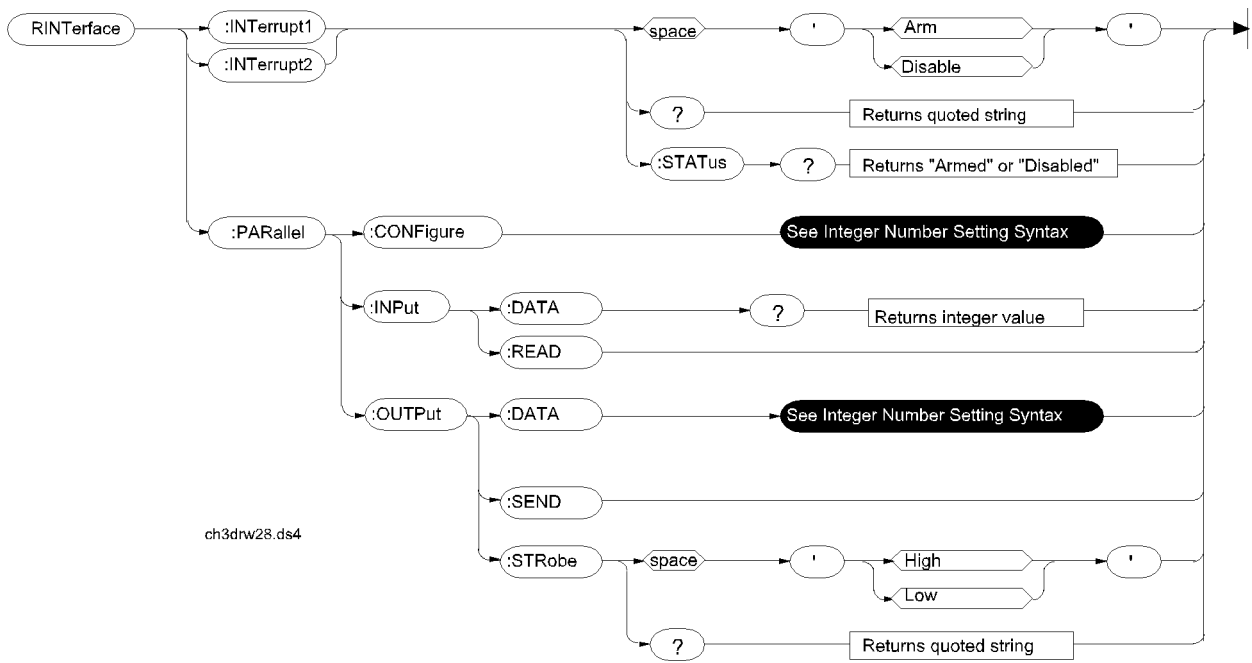 RINTerface :INTerrupt1 space ' Arm '
:INTerrupt2 Disable
? Returns quoted string
:STATus ? Returns "Armed" or "Disabled"
:PARallel :CONFigure See Integer Number Setting Syntax
:INPut :DATA ? Returns integer value
:READ
:OUTPut :DATA See Integer Number Setting Syntax
:SEND
ch3drw28.ds4
:STRobe space ' High '
Low
? Returns quoted string